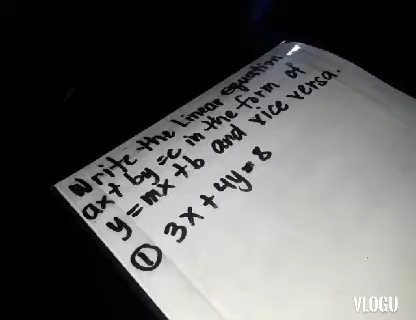 Write the Linear equation
ax+ by =c in the form of
y = mx + b and vice versa.
① 3x + 4y = 8
VLOGU